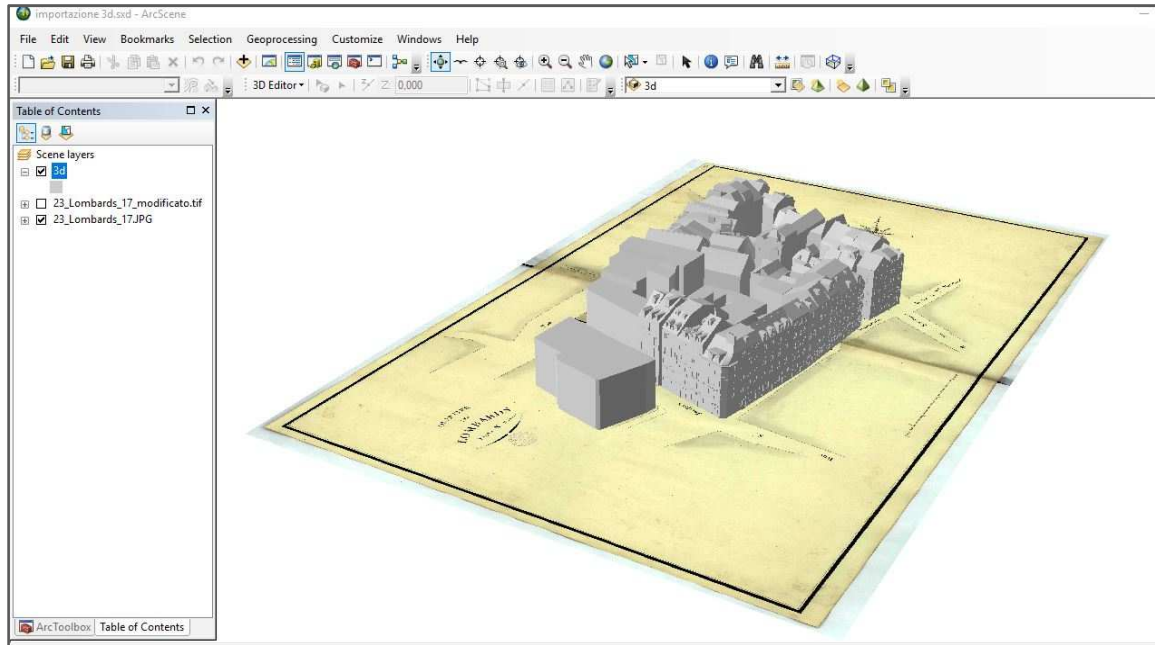 importazione 3d.sxd - ArcScene
File Edit View Bookmarks Selection Geoprocessing Customize Windows Help
3D Editor Z: 0,000 3d
Table of Contents
Scene layers
3d
23_Lombards_17_modificato.tif
23_Lombards_17.JPG
LOMBARDS
ArcToolbox Table of Contents